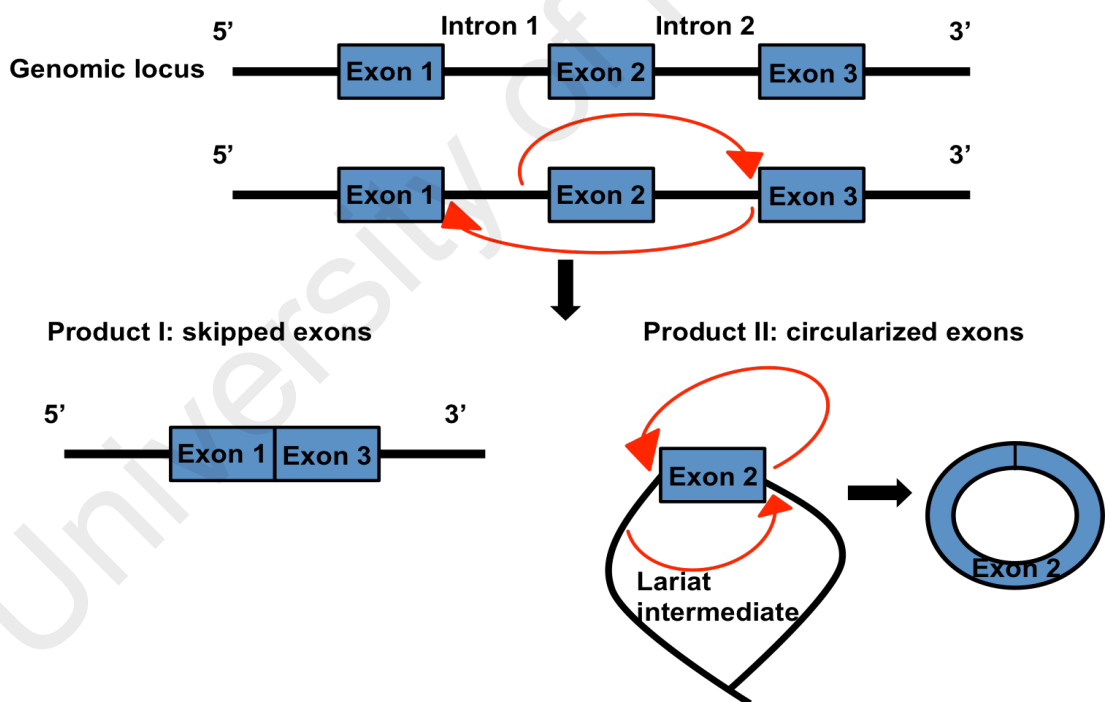 Intron 1 Intron 2
5’ 3’
Genomic locus Exon 1 Exon 2 Exon 3
5’ 3’
Exon 1 Exon 2 Exon 3
Product I: skipped exons Product II: circularized exons
5’ 3’
Exon 1 Exon 3
Exon 2
Exon 2
Lariat
intermediate
University of